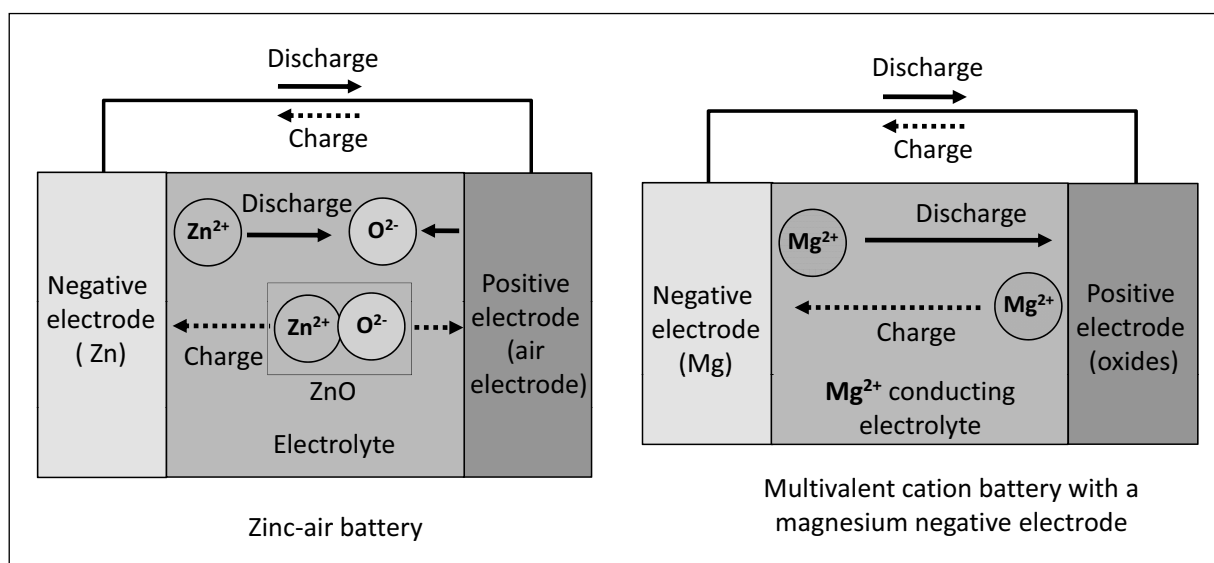 Discharge
Charge
Zn²⁺
Discharge
O²⁻
Negative
electrode
( Zn)
Charge
Zn²⁺
O²⁻
ZnO
Electrolyte
Positive
electrode
(air
electrode)
Zinc-air battery
Discharge
Charge
Mg²⁺
Discharge
Negative
electrode
(Mg)
Mg²⁺
Charge
Mg²⁺ conducting
electrolyte
Positive
electrode
(oxides)
Multivalent cation battery with a
magnesium negative electrode